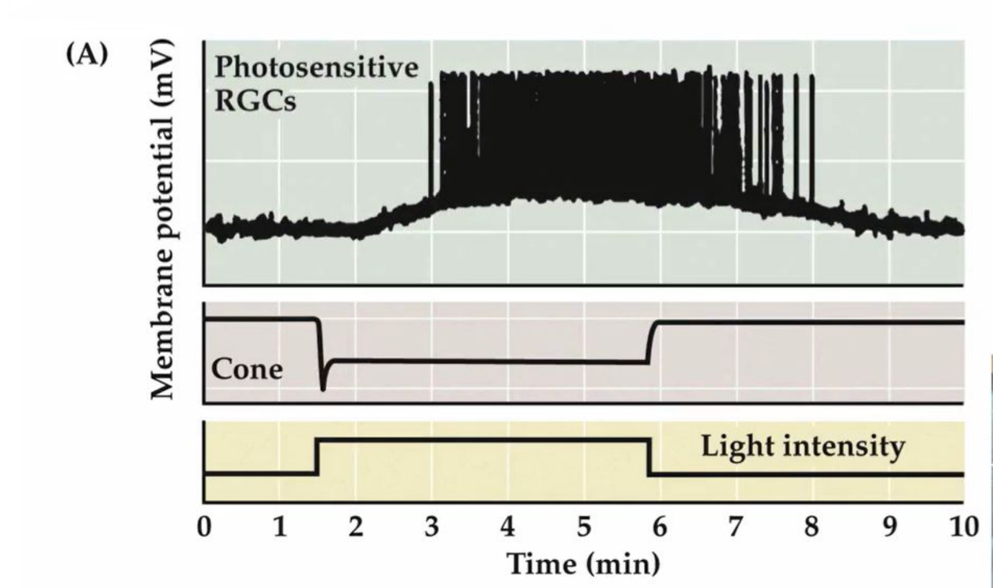 (A)
Membrane potential (mV)
Photosensitive
RGCs
Cone
Light intensity
0 1 2 3 4 5 6 7 8 9 10
Time (min)